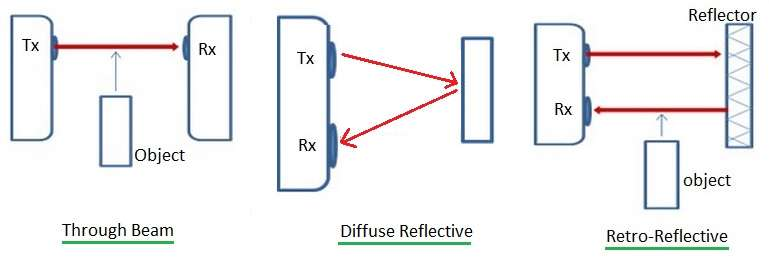 Tx
Rx
Object
Through Beam
Tx
Rx
Diffuse Reflective
Reflector
Tx
Rx
object
Retro-Reflective